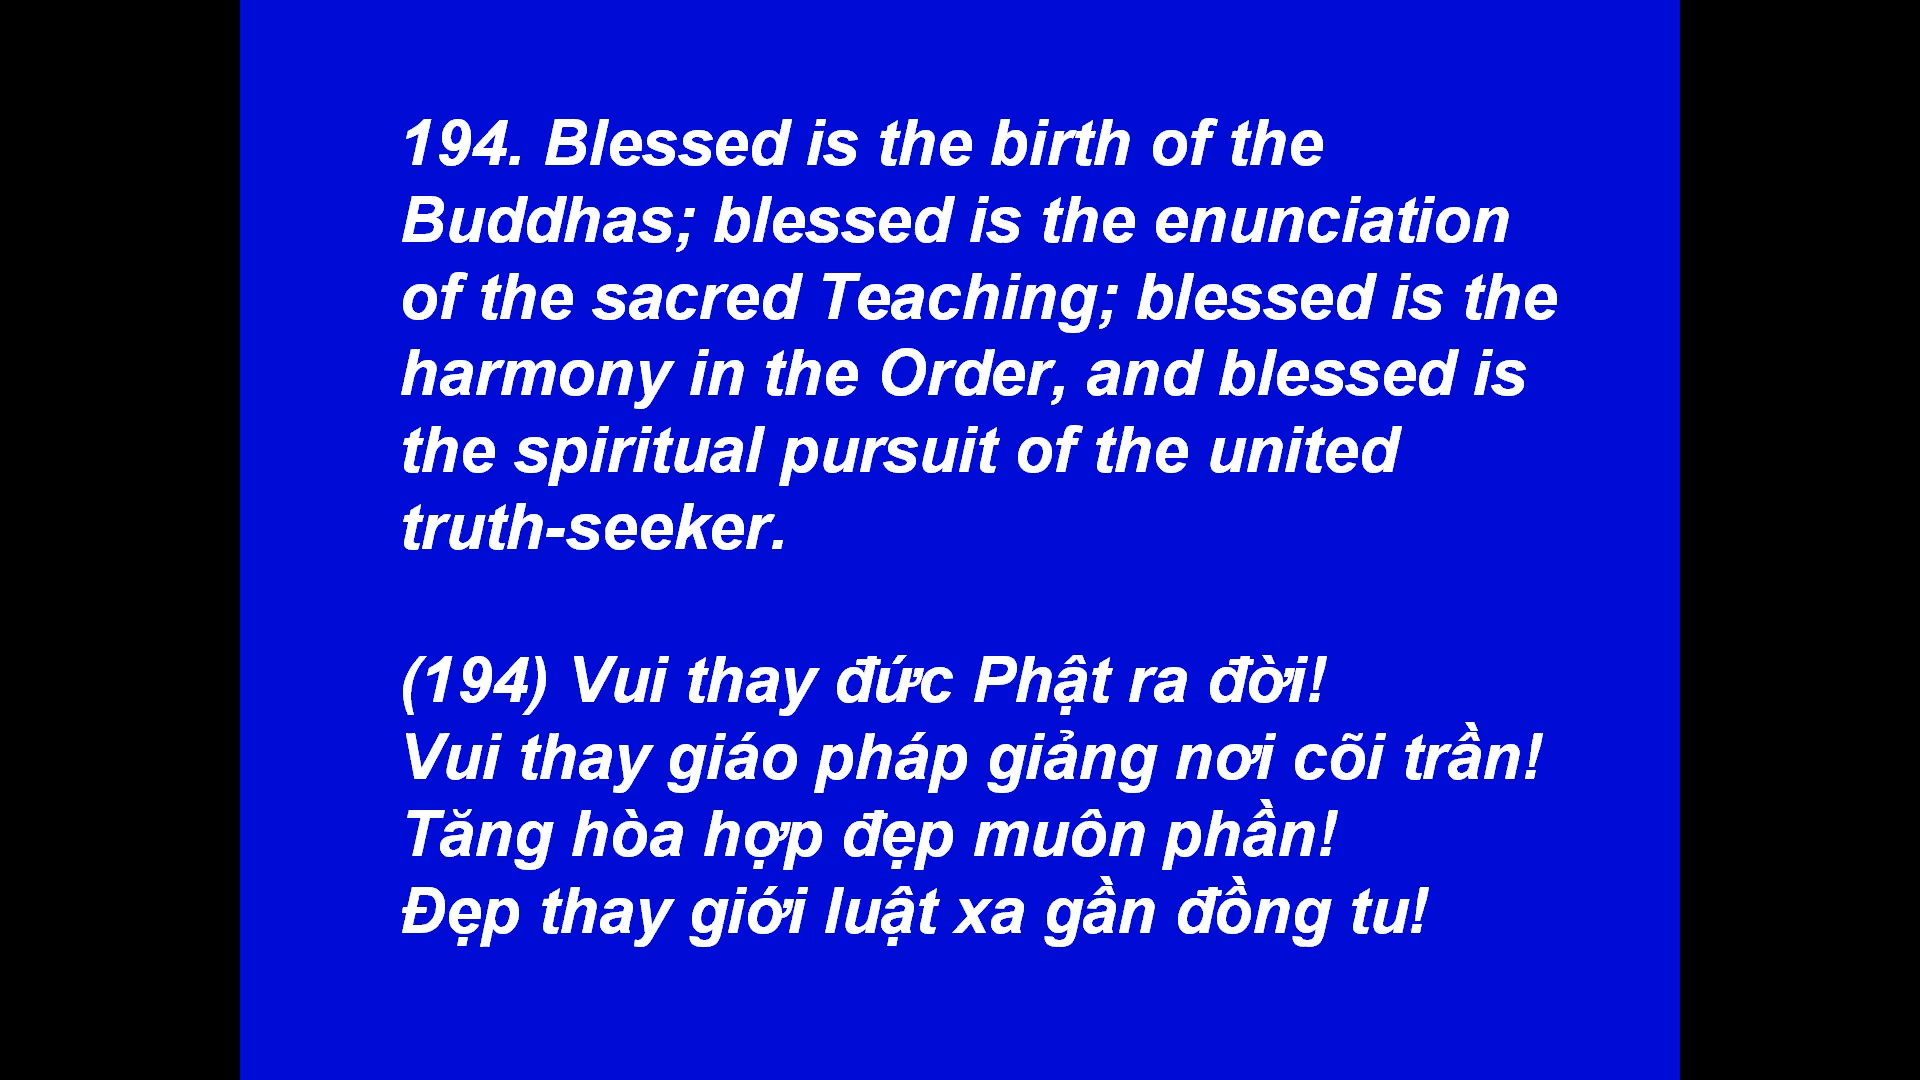 194. Blessed is the birth of the
Buddhas; blessed is the enunciation
of the sacred Teaching; blessed is the
harmony in the Order, and blessed is
the spiritual pursuit of the united
truth-seeker.
(194) Vui thay đức Phật ra đời!
Vui thay giáo pháp giảng nơi cõi trần!
Tăng hòa hợp đẹp muôn phần!
Đẹp thay giới luật xa gần đồng tu!